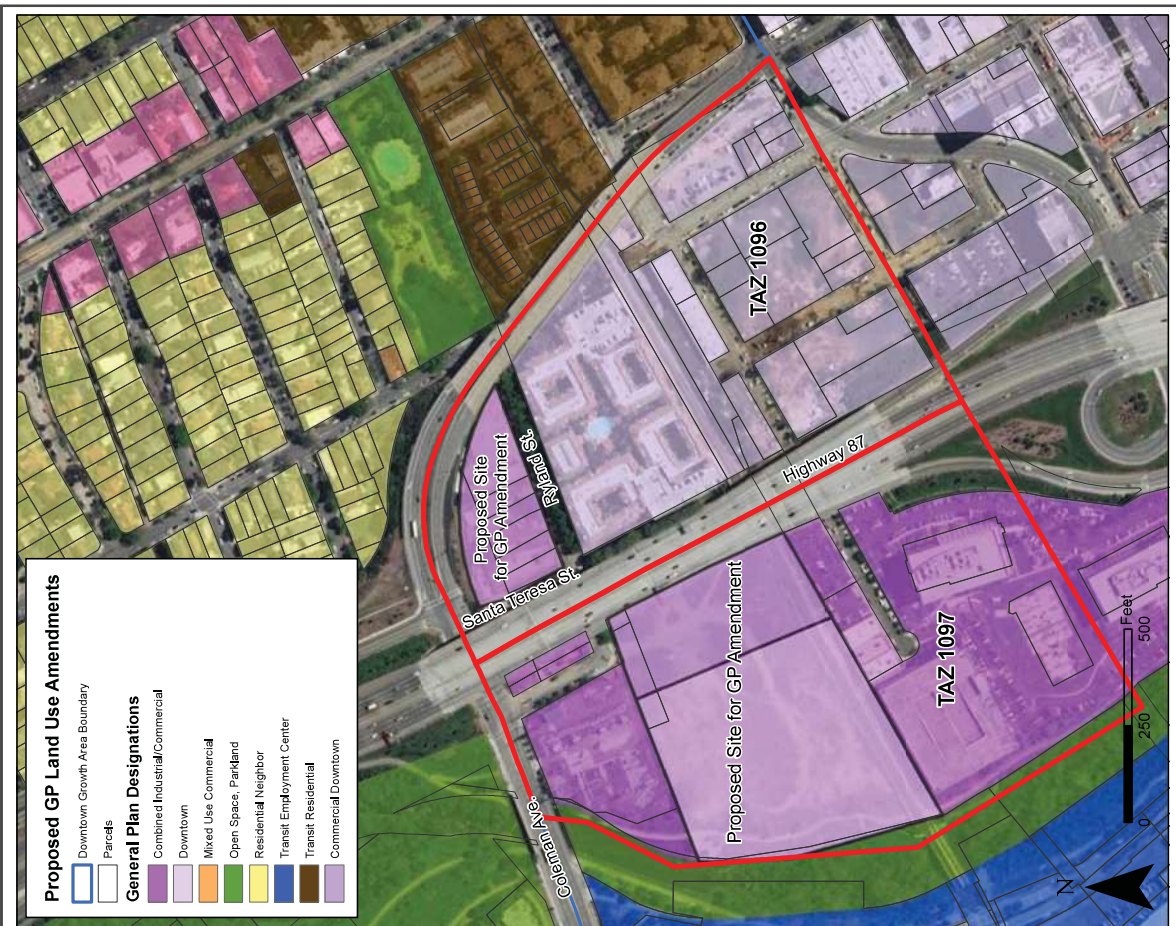 Proposed GP Land Use Amendments
Downtown Growth Area Boundary
Parcels
General Plan Designations
Combined Industrial/Commercial
Downtown
Mixed Use Commercial
Open Space, Parkland
Residential Neighbor
Transit Employment Center
Transit Residential
Commercial Downtown
Proposed Site
for GP Amendment
Ryland St.
Santa Teresa St.
Highway 87
TAZ 1096
Proposed Site for GP Amendment
TAZ 1097
Coleman Ave.
N
0
250
500
Feet